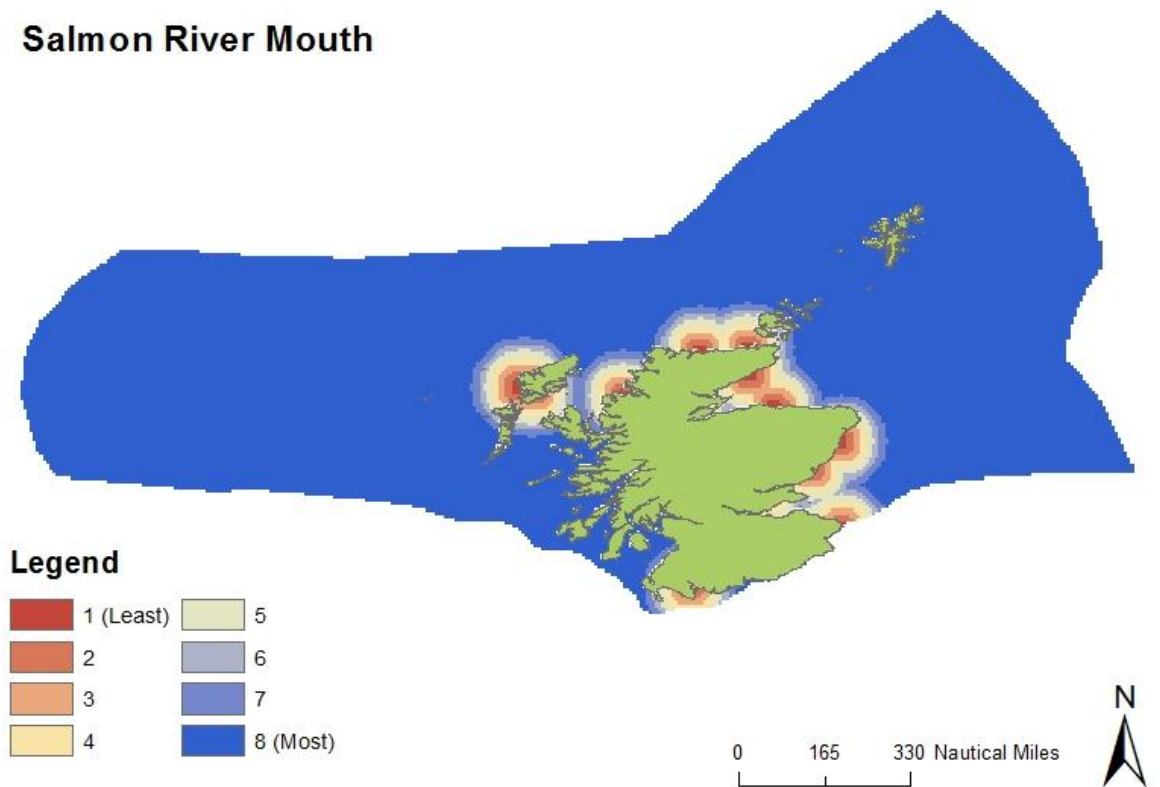 Salmon River Mouth
Legend
1 (Least)
2
3
4
5
6
7
8 (Most)
0 165 330 Nautical Miles
N